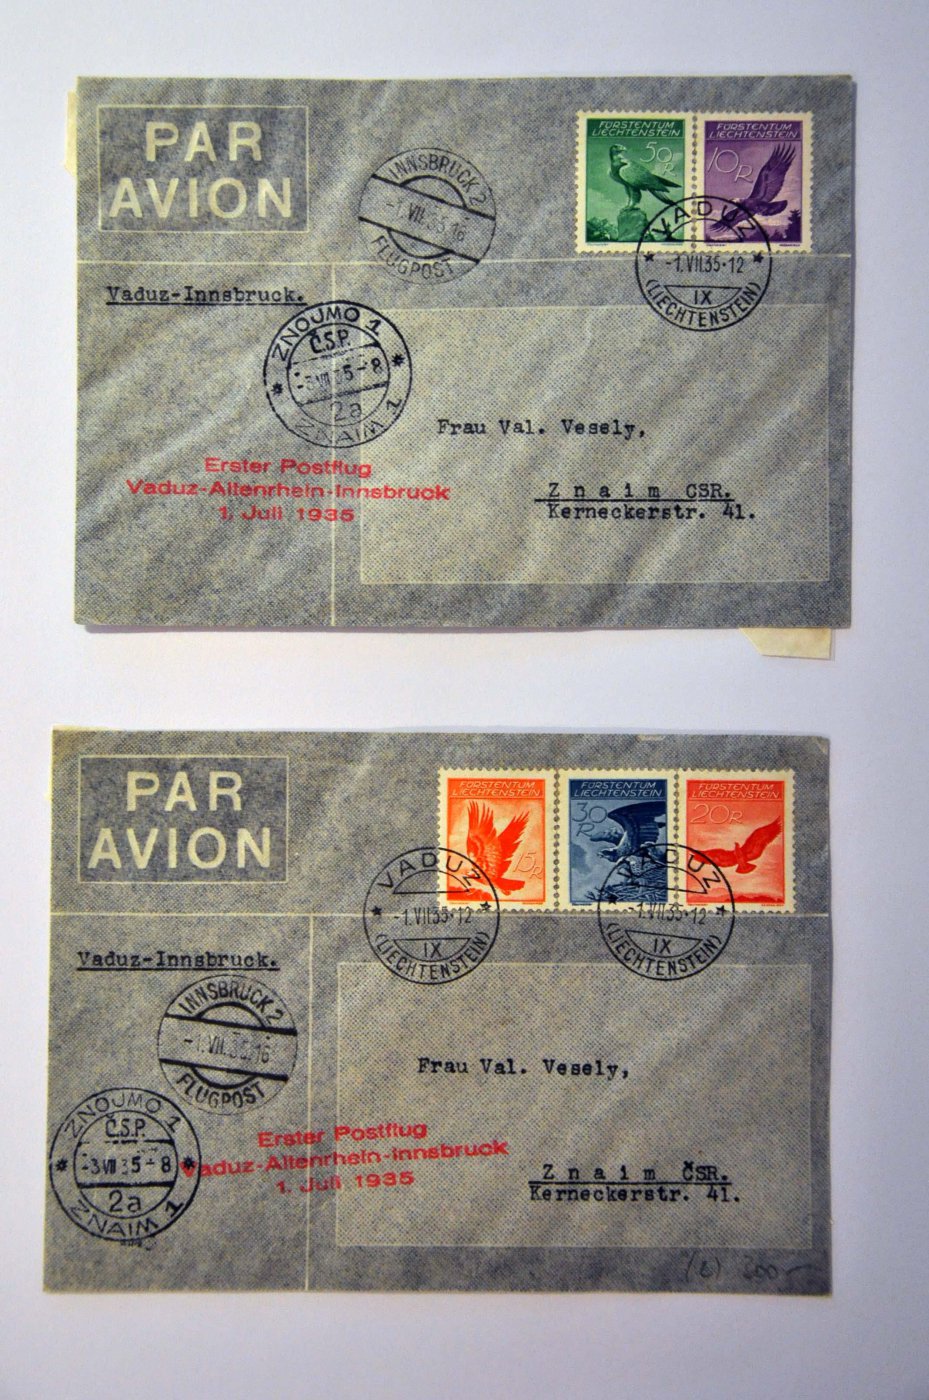 PAR
AVION
FÜRSTENTUM
LIECHTENSTEIN
50 R
FÜRSTENTUM
LIECHTENSTEIN
10 R
INNSBRUCK 2
-1.VII.35 16
FLUGPOST
VADUZ
-1.VII.35-12
IX
(LIECHTENSTEIN)
Vaduz-Innsbruck.
ZNOJMO 1
Č.S.P.
-3 VII 35-8
2a
ZNAIM 1
Frau Val. Vesely,
Erster Postflug
Vaduz-Altenrhein-Innsbruck
1. Juli 1935
Znaim CSR.
Kerneckerstr. 41.
PAR
AVION
FÜRSTENTUM
LIECHTENSTEIN
15 R
FÜRSTENTUM
LIECHTENSTEIN
30 R
FÜRSTENTUM
LIECHTENSTEIN
20 R
VADUZ
-1.VII.35-12
IX
(LIECHTENSTEIN)
VADUZ
-1.VII.35-12
IX
(LIECHTENSTEIN)
Vaduz-Innsbruck.
INNSBRUCK 2
-1.VII.35 16
FLUGPOST
Frau Val. Vesely,
ZNOJMO 1
Č.S.P.
-3 VII 35-8
2a
ZNAIM 1
Erster Postflug
Vaduz-Altenrhein-Innsbruck
1. Juli 1935
Znaim ČSR.
Kerneckerstr. 41.